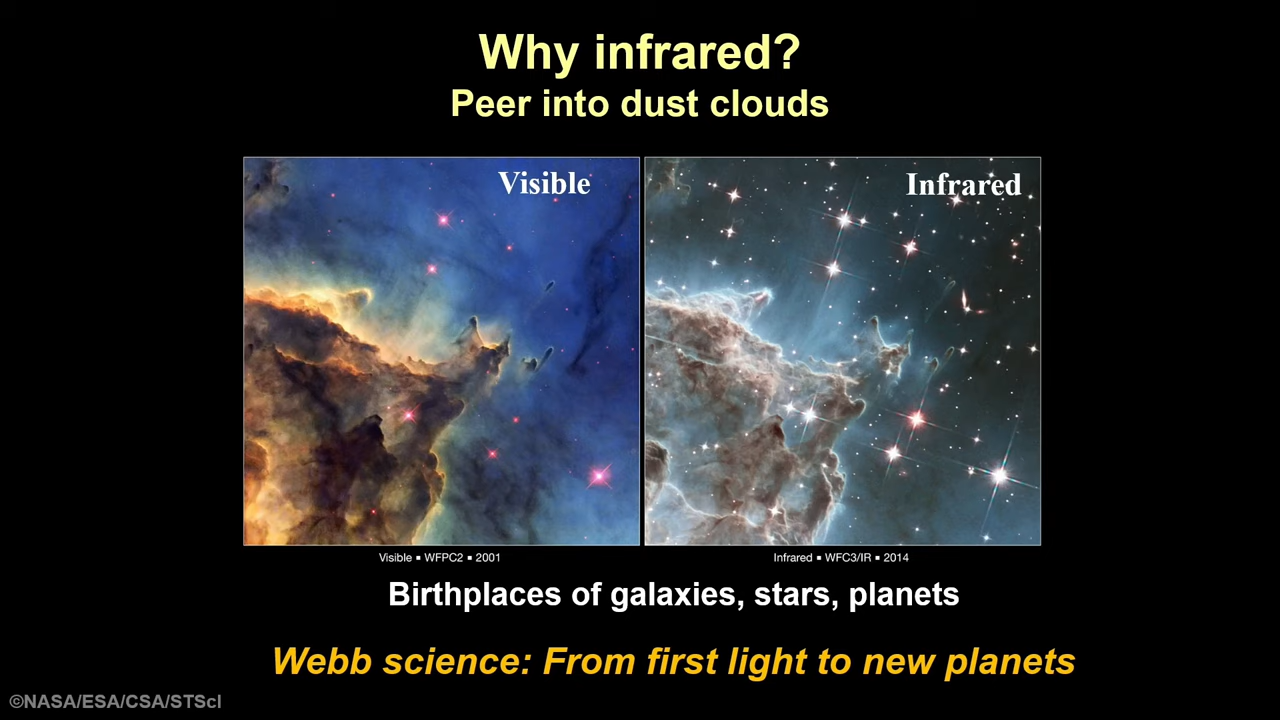 Why infrared?
Peer into dust clouds
Visible
Infrared
Visible ▪ WFPC2 ▪ 2001
Infrared ▪ WFC3/IR ▪ 2014
Birthplaces of galaxies, stars, planets
Webb science: From first light to new planets
©NASA/ESA/CSA/STScI